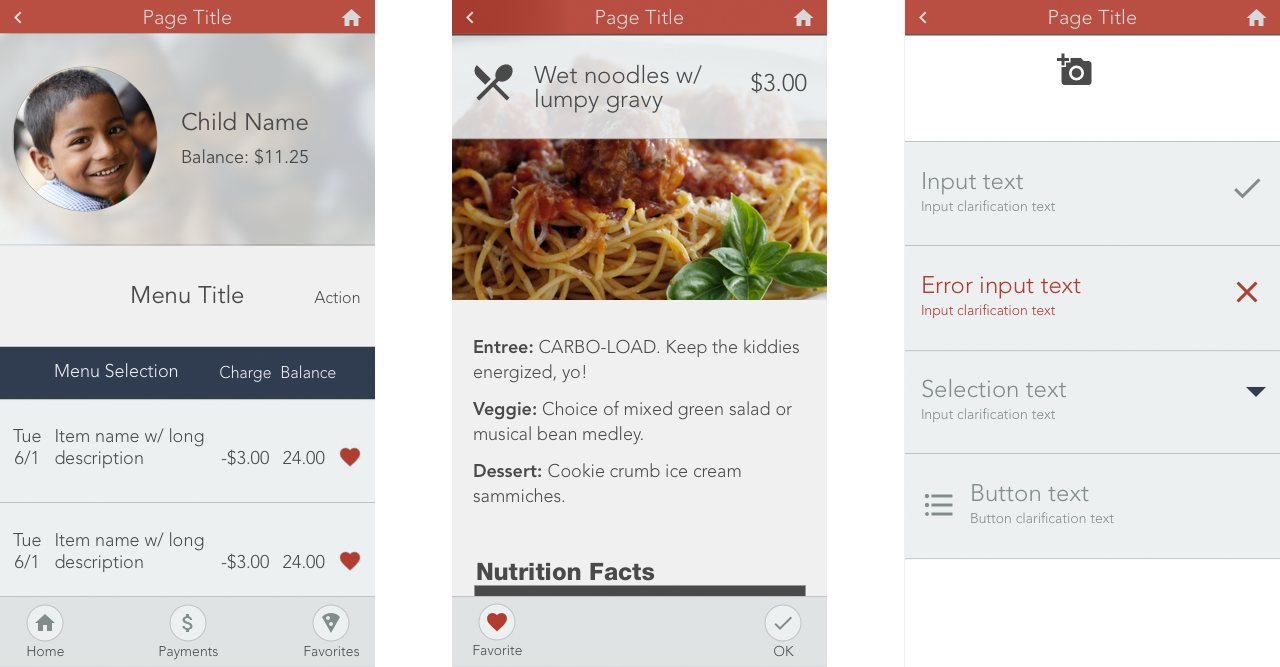 Page Title
Child Name
Balance: $11.25
Menu Title
Action
Menu Selection Charge Balance
Tue Item name w/ long
6/1 description -$3.00 24.00
Tue Item name w/ long
6/1 description -$3.00 24.00
$
Home Payments Favorites
Page Title
Wet noodles w/
lumpy gravy
$3.00
Entree: CARBO-LOAD. Keep the kiddies
energized, yo!
Veggie: Choice of mixed green salad or
musical bean medley.
Dessert: Cookie crumb ice cream
sammiches.
Nutrition Facts
Favorite OK
Page Title
Input text
Input clarification text
Error input text
Input clarification text
Selection text
Input clarification text
Button text
Button clarification text